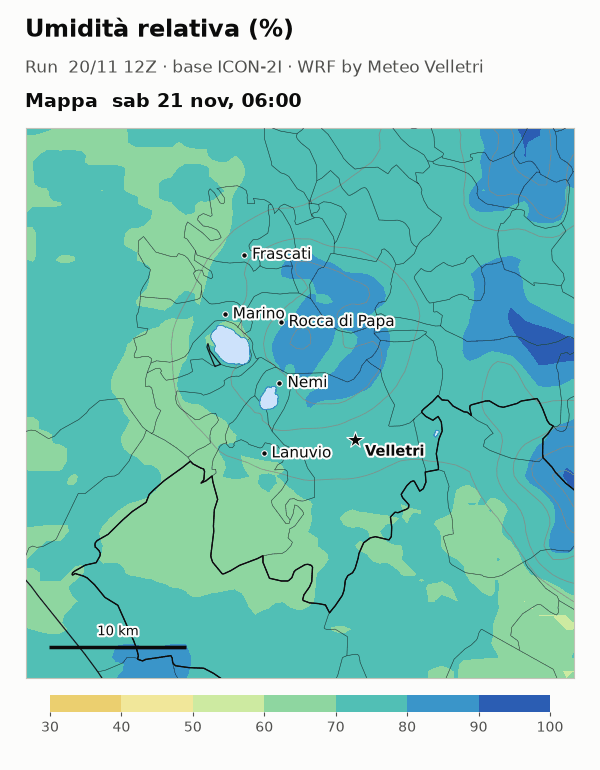 Umidità relativa (%)
Run  20/11 12Z · base ICON-2I · WRF by Meteo Velletri
Mappa  sab 21 nov, 06:00
Frascati
Marino
Rocca di Papa
Nemi
Velletri
Lanuvio
10 km
30 40 50 60 70 80 90 100